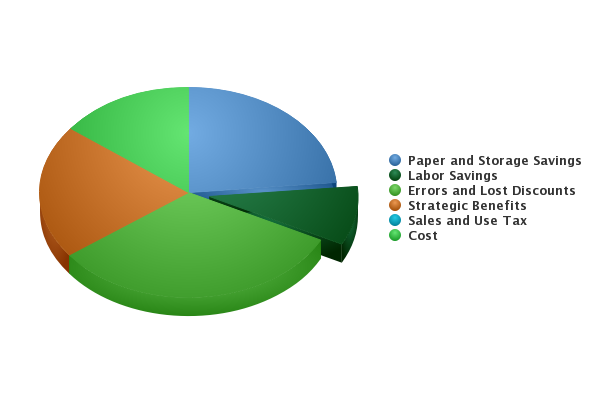 Paper and Storage Savings
Labor Savings
Errors and Lost Discounts
Strategic Benefits
Sales and Use Tax
Cost